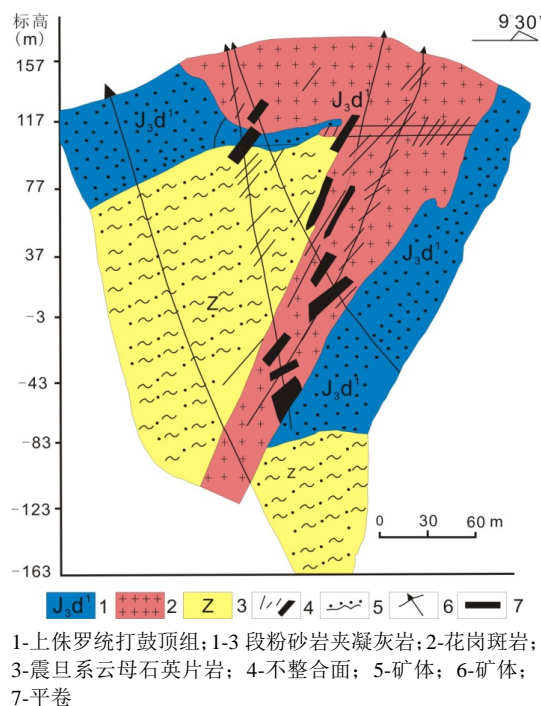 标高
(m)
9 30'
157
117
77
37
-3
-43
-83
-123
-163
J₃d¹
J₃d¹
J₃d¹
J₃d¹
Z
z
0 30 60 m
J₃d¹ 1 2 Z 3 4 5 6 7
1-上侏罗统打鼓顶组;1-3 段粉砂岩夹凝灰岩;2-花岗斑岩;
3-震旦系云母石英片岩；4-不整合面；5-矿体；6-矿体；
7-平卷